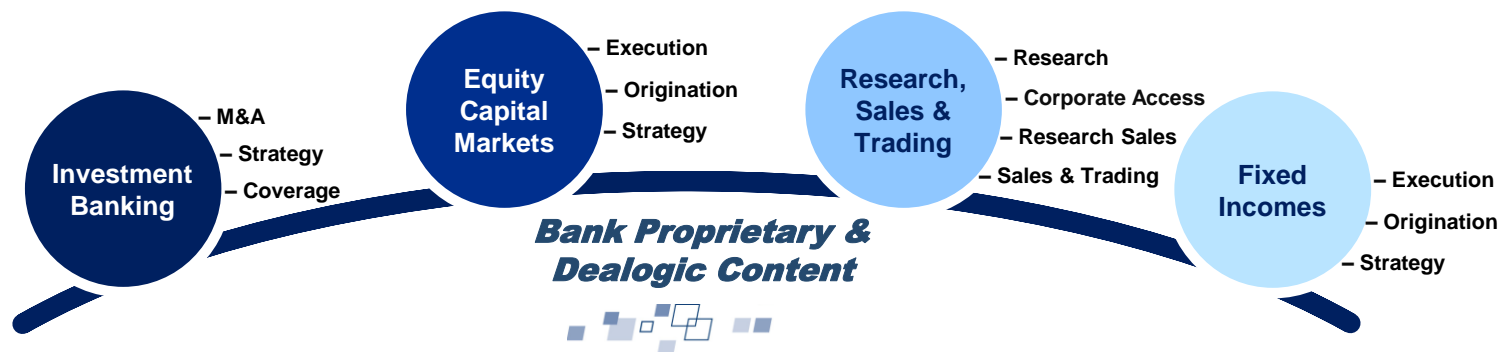 Investment
Banking
– M&A
– Strategy
– Coverage
Equity
Capital
Markets
– Execution
– Origination
– Strategy
Research,
Sales &
Trading
– Research
– Corporate Access
– Research Sales
– Sales & Trading
Fixed
Incomes
– Execution
– Origination
– Strategy
Bank Proprietary &
Dealogic Content